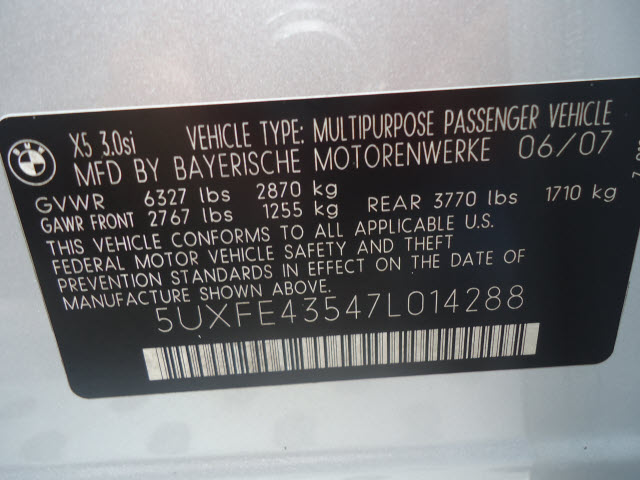 BMW
X5 3.0si VEHICLE TYPE: MULTIPURPOSE PASSENGER VEHICLE
MFD BY BAYERISCHE MOTORENWERKE 06/07
GVWR 6327 lbs 2870 kg
GAWR FRONT 2767 lbs 1255 kg REAR 3770 lbs 1710 kg
THIS VEHICLE CONFORMS TO ALL APPLICABLE U.S.
FEDERAL MOTOR VEHICLE SAFETY AND THEFT
PREVENTION STANDARDS IN EFFECT ON THE DATE OF
MANUFACTURE SHOWN ABOVE.
5UXFE43547L014288